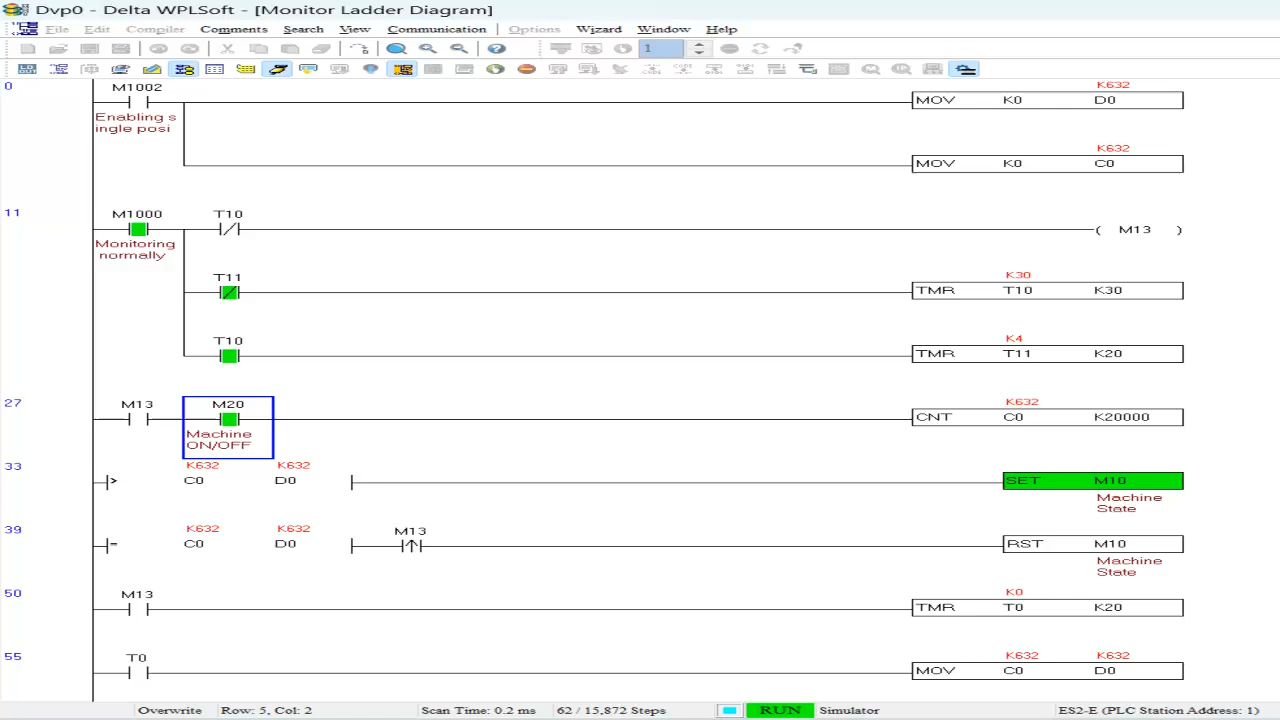 Dvp0 - Delta WPLSoft - [Monitor Ladder Diagram]
File Edit Compiler Comments Search View Communication Options Wizard Window Help
1
0 M1002 K632
MOV K0 D0
Enabling s
ingle posi
K632
MOV K0 C0
11 M1000 T10
( M13 )
Monitoring
normally
T11 K30
TMR T10 K30
T10 K4
TMR T11 K20
27 M13 M20 K632
CNT C0 K20000
Machine
ON/OFF
33 K632 K632
> C0 D0 SET M10
Machine
State
39 K632 K632 M13
= C0 D0 RST M10
Machine
State
50 M13 K0
TMR T0 K20
55 T0 K632 K632
MOV C0 D0
Overwrite Row: 5, Col: 2 Scan Time: 0.2 ms 62 / 15,872 Steps RUN Simulator ES2-E (PLC Station Address: 1)